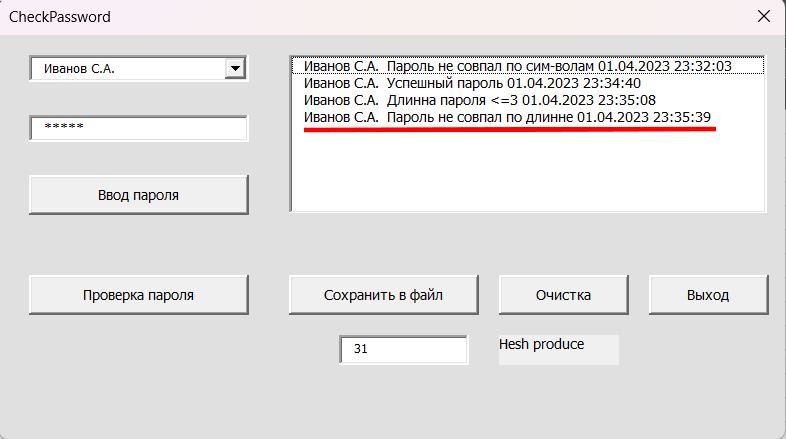 CheckPassword
Иванов С.А.
*****
Ввод пароля
Проверка пароля
Иванов С.А.  Пароль не совпал по сим-волам 01.04.2023 23:32:03
Иванов С.А.  Успешный пароль 01.04.2023 23:34:40
Иванов С.А.  Длинна пароля <=3 01.04.2023 23:35:08
Иванов С.А.  Пароль не совпал по длинне 01.04.2023 23:35:39
Сохранить в файл
Очистка
Выход
31
Hesh produce